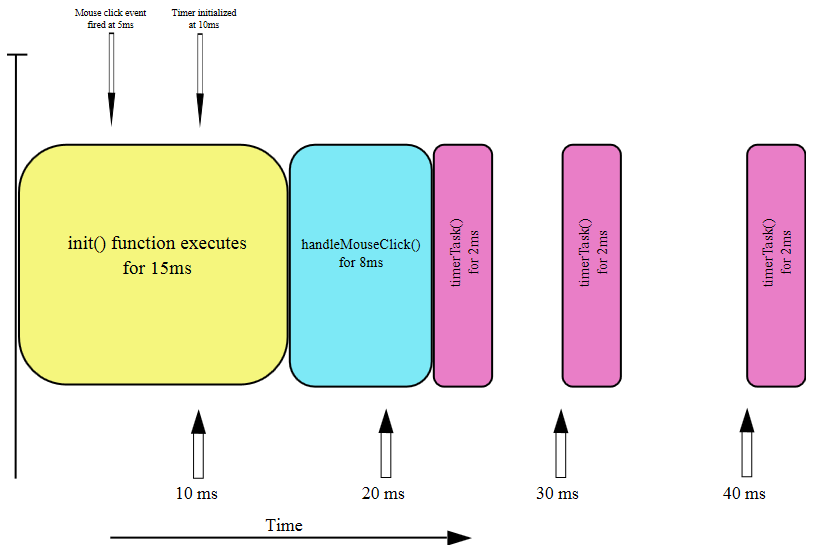 Mouse click event
fired at 5ms
Timer initialized
at 10ms
init() function executes
for 15ms
handleMouseClick()
for 8ms
timerTask()
for 2ms
timerTask()
for 2ms
timerTask()
for 2ms
10 ms
20 ms
30 ms
40 ms
Time